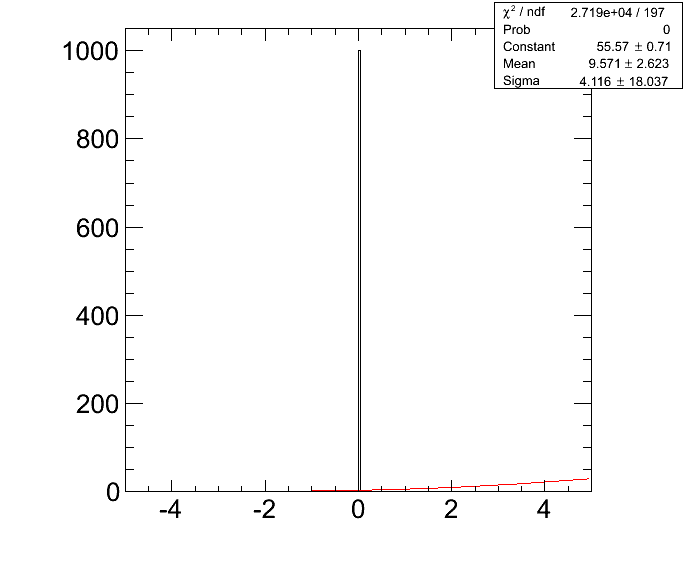 χ² / ndf 2.719e+04 / 197
Prob 0
Constant 55.57 ± 0.71
Mean 9.571 ± 2.623
Sigma 4.116 ± 18.037
1000
800
600
400
200
0
-4 -2 0 2 4